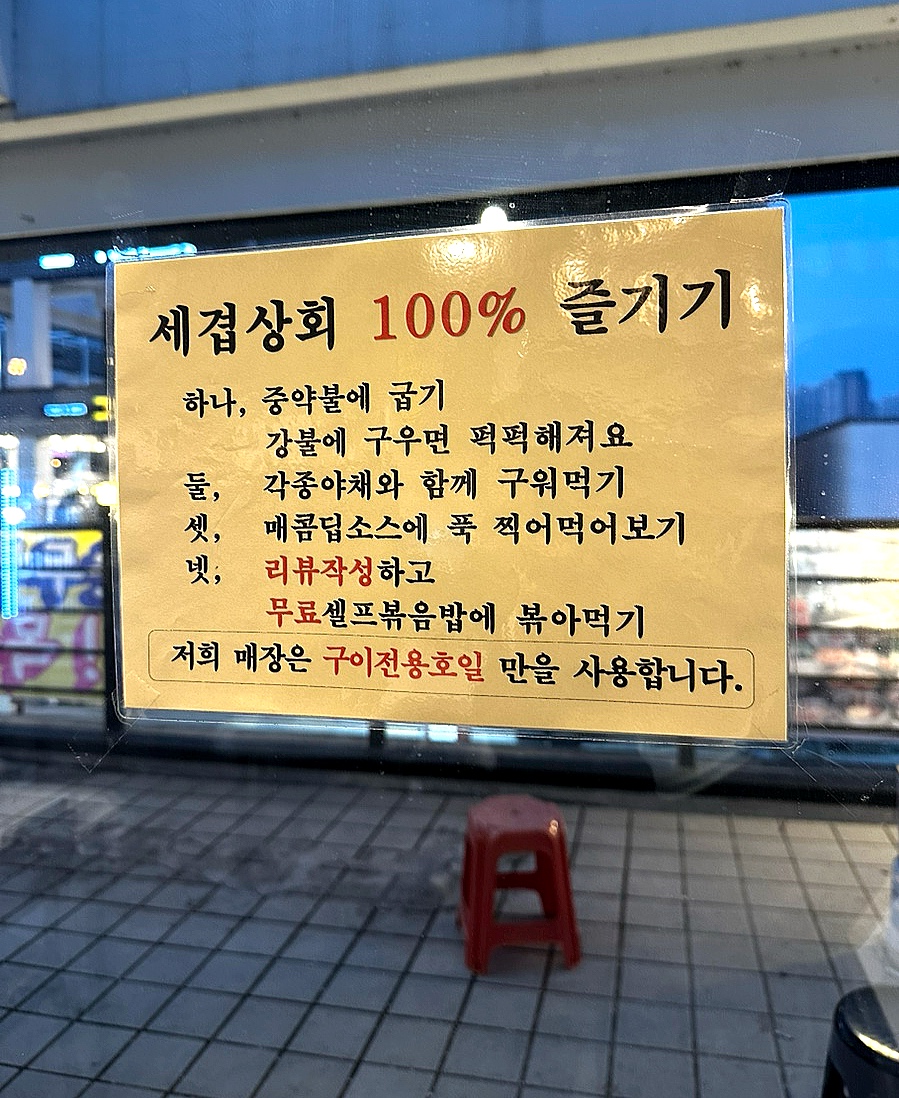 세겹상회 100% 즐기기
하나, 중약불에 굽기
강불에 구우면 퍽퍽해져요
둘, 각종야채와 함께 구워먹기
셋, 매콤딥소스에 푹 찍어먹어보기
넷, 리뷰작성하고
무료셀프볶음밥에 볶아먹기
저희 매장은 구이전용호일 만을 사용합니다.